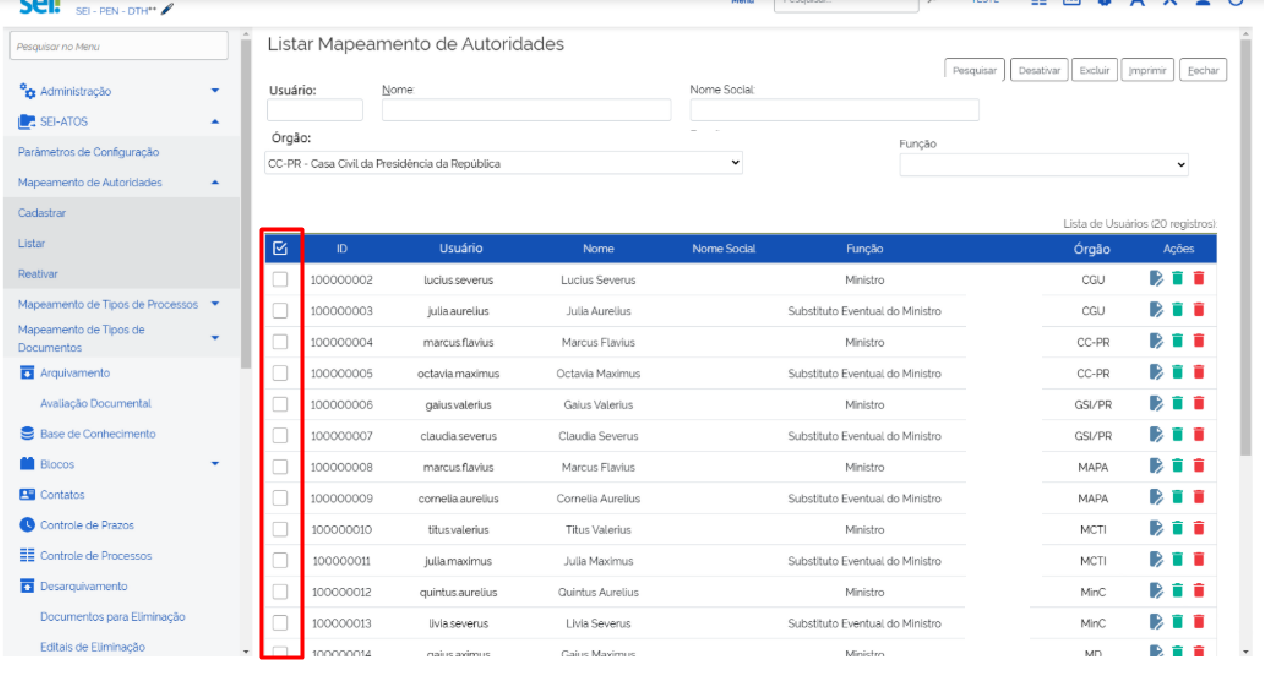 sei!
SEI - PEN - DTH**
Menu
Pesquisar...
TESTE
Pesquisar no Menu
Administração
SEI-ATOS
Parâmetros de Configuração
Mapeamento de Autoridades
Cadastrar
Listar
Reativar
Mapeamento de Tipos de Processos
Mapeamento de Tipos de
Documentos
Arquivamento
Avaliação Documental
Base de Conhecimento
Blocos
Contatos
Controle de Prazos
Controle de Processos
Desarquivamento
Documentos para Eliminação
Editais de Eliminação
Listar Mapeamento de Autoridades
Pesquisar Desativar Excluir Imprimir Fechar
Usuário: Nome: Nome Social
Órgão:
Função
CC-PR - Casa Civil da Presidência da República
Lista de Usuários (20 registros):
ID Usuário Nome Nome Social Função Órgão Ações
100000002 lucius.severus Lucius Severus Ministro CGU
100000003 julia.aurelius Julia Aurelius Substituto Eventual do Ministro CGU
100000004 marcus.flavius Marcus Flavius Ministro CC-PR
100000005 octavia.maximus Octavia Maximus Substituto Eventual do Ministro CC-PR
100000006 gaius.valerius Gaius Valerius Ministro GSI/PR
100000007 claudia.severus Claudia Severus Substituto Eventual do Ministro GSI/PR
100000008 marcus.flavius Marcus Flavius Ministro MAPA
100000009 cornelia.aurelius Cornelia Aurelius Substituto Eventual do Ministro MAPA
100000010 titus.valerius Titus Valerius Ministro MCTI
100000011 julia.maximus Julia Maximus Substituto Eventual do Ministro MCTI
100000012 quintus.aurelius Quintus Aurelius Ministro MinC
100000013 livia.severus Livia Severus Substituto Eventual do Ministro MinC
100000014 Gaius Maximus Ministro MD